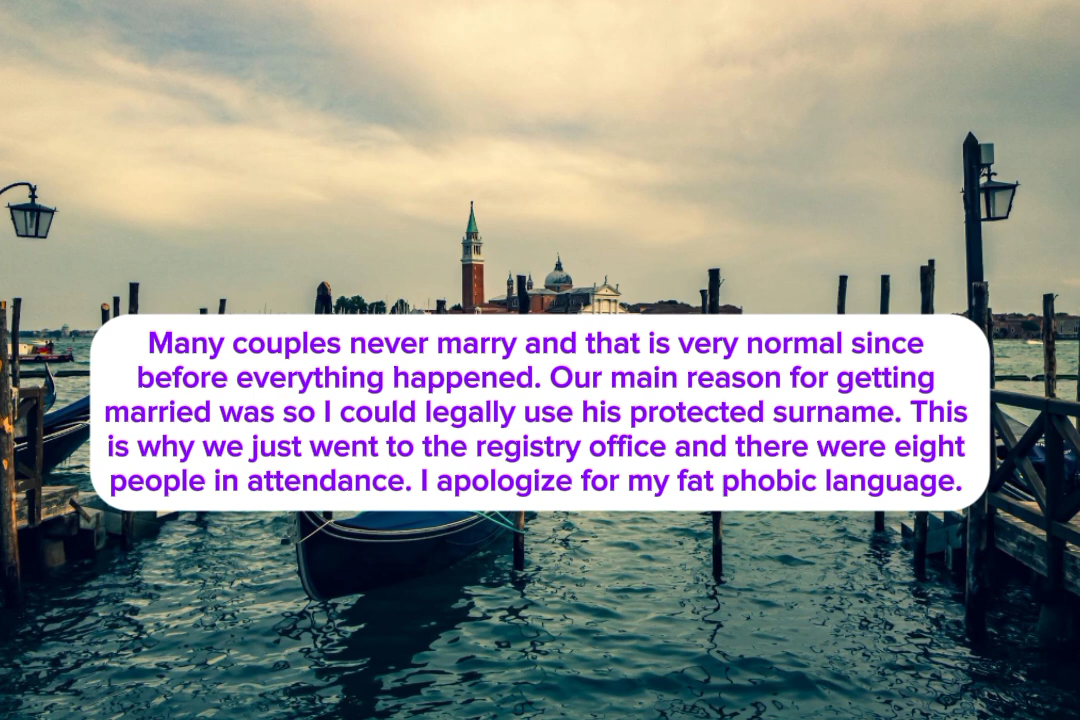 Many couples never marry and that is very normal since
before everything happened. Our main reason for getting
married was so I could legally use his protected surname. This
is why we just went to the registry office and there were eight
people in attendance. I apologize for my fat phobic language.